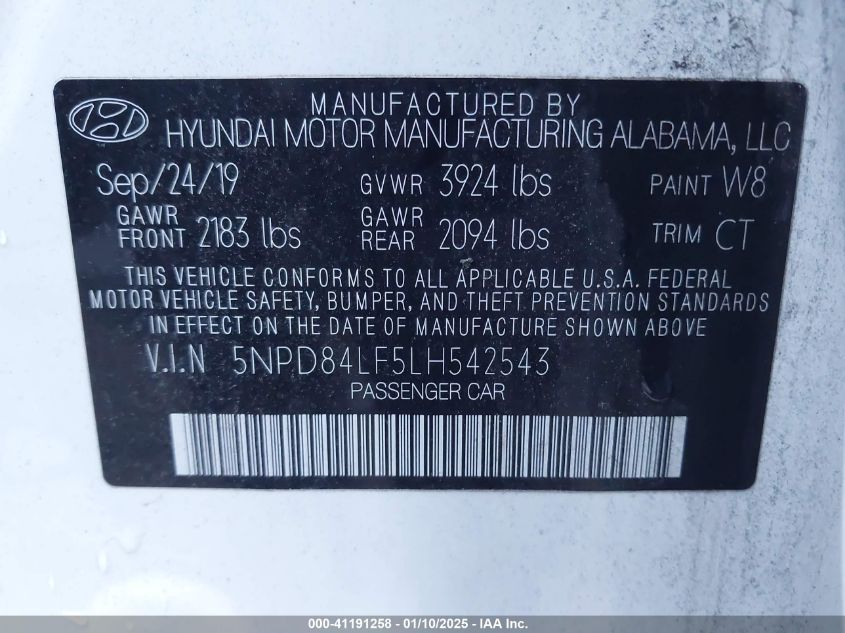 MANUFACTURED BY
HYUNDAI MOTOR MANUFACTURING ALABAMA, LLC
Sep/24/19 GVWR 3924 lbs PAINT W8
GAWR FRONT 2183 lbs GAWR REAR 2094 lbs TRIM CT
THIS VEHICLE CONFORMS TO ALL APPLICABLE U.S.A. FEDERAL
MOTOR VEHICLE SAFETY, BUMPER, AND THEFT PREVENTION STANDARDS
IN EFFECT ON THE DATE OF MANUFACTURE SHOWN ABOVE
V.I.N 5NPD84LF5LH542543
PASSENGER CAR
000-41191258 - 01/10/2025 - IAA Inc.